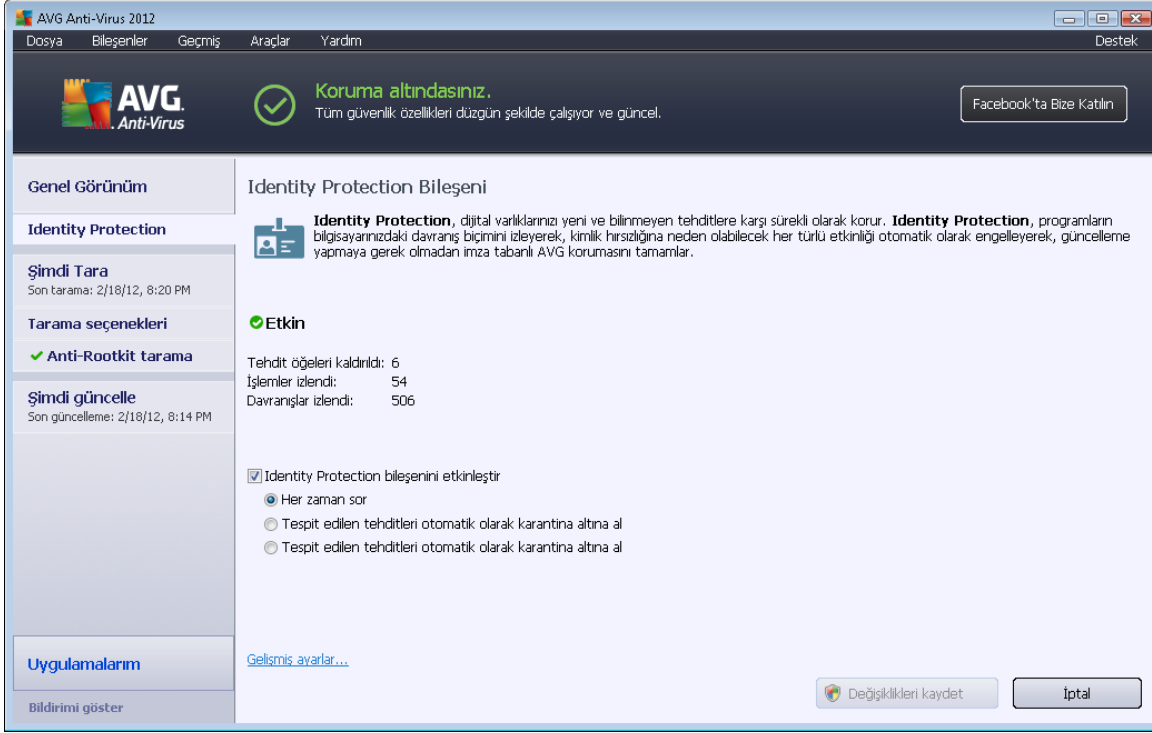 AVG Anti-Virus 2012
Dosya Bileşenler Geçmiş Araçlar Yardım Destek
AVG.
Anti-Virus
Koruma altındasınız.
Tüm güvenlik özellikleri düzgün şekilde çalışıyor ve güncel.
Facebook'ta Bize Katılın
Genel Görünüm
Identity Protection
Şimdi Tara
Son tarama: 2/18/12, 8:20 PM
Tarama seçenekleri
Anti-Rootkit tarama
Şimdi güncelle
Son güncelleme: 2/18/12, 8:14 PM
Uygulamalarım
Bildirimi göster
Identity Protection Bileşeni
Identity Protection, dijital varlıklarınızı yeni ve bilinmeyen tehditlere karşı sürekli olarak korur. Identity Protection, programların
bilgisayarınızdaki davranış biçimini izleyerek, kimlik hırsızlığına neden olabilecek her türlü etkinliği otomatik olarak engelleyerek, güncelleme
yapmaya gerek olmadan imza tabanlı AVG korumasını tamamlar.
Etkin
Tehdit öğeleri kaldırıldı: 6
İşlemler izlendi: 54
Davranışlar izlendi: 506
Identity Protection bileşenini etkinleştir
Her zaman sor
Tespit edilen tehditleri otomatik olarak karantina altına al
Tespit edilen tehditleri otomatik olarak karantina altına al
Gelişmiş ayarlar...
Değişiklikleri kaydet
İptal